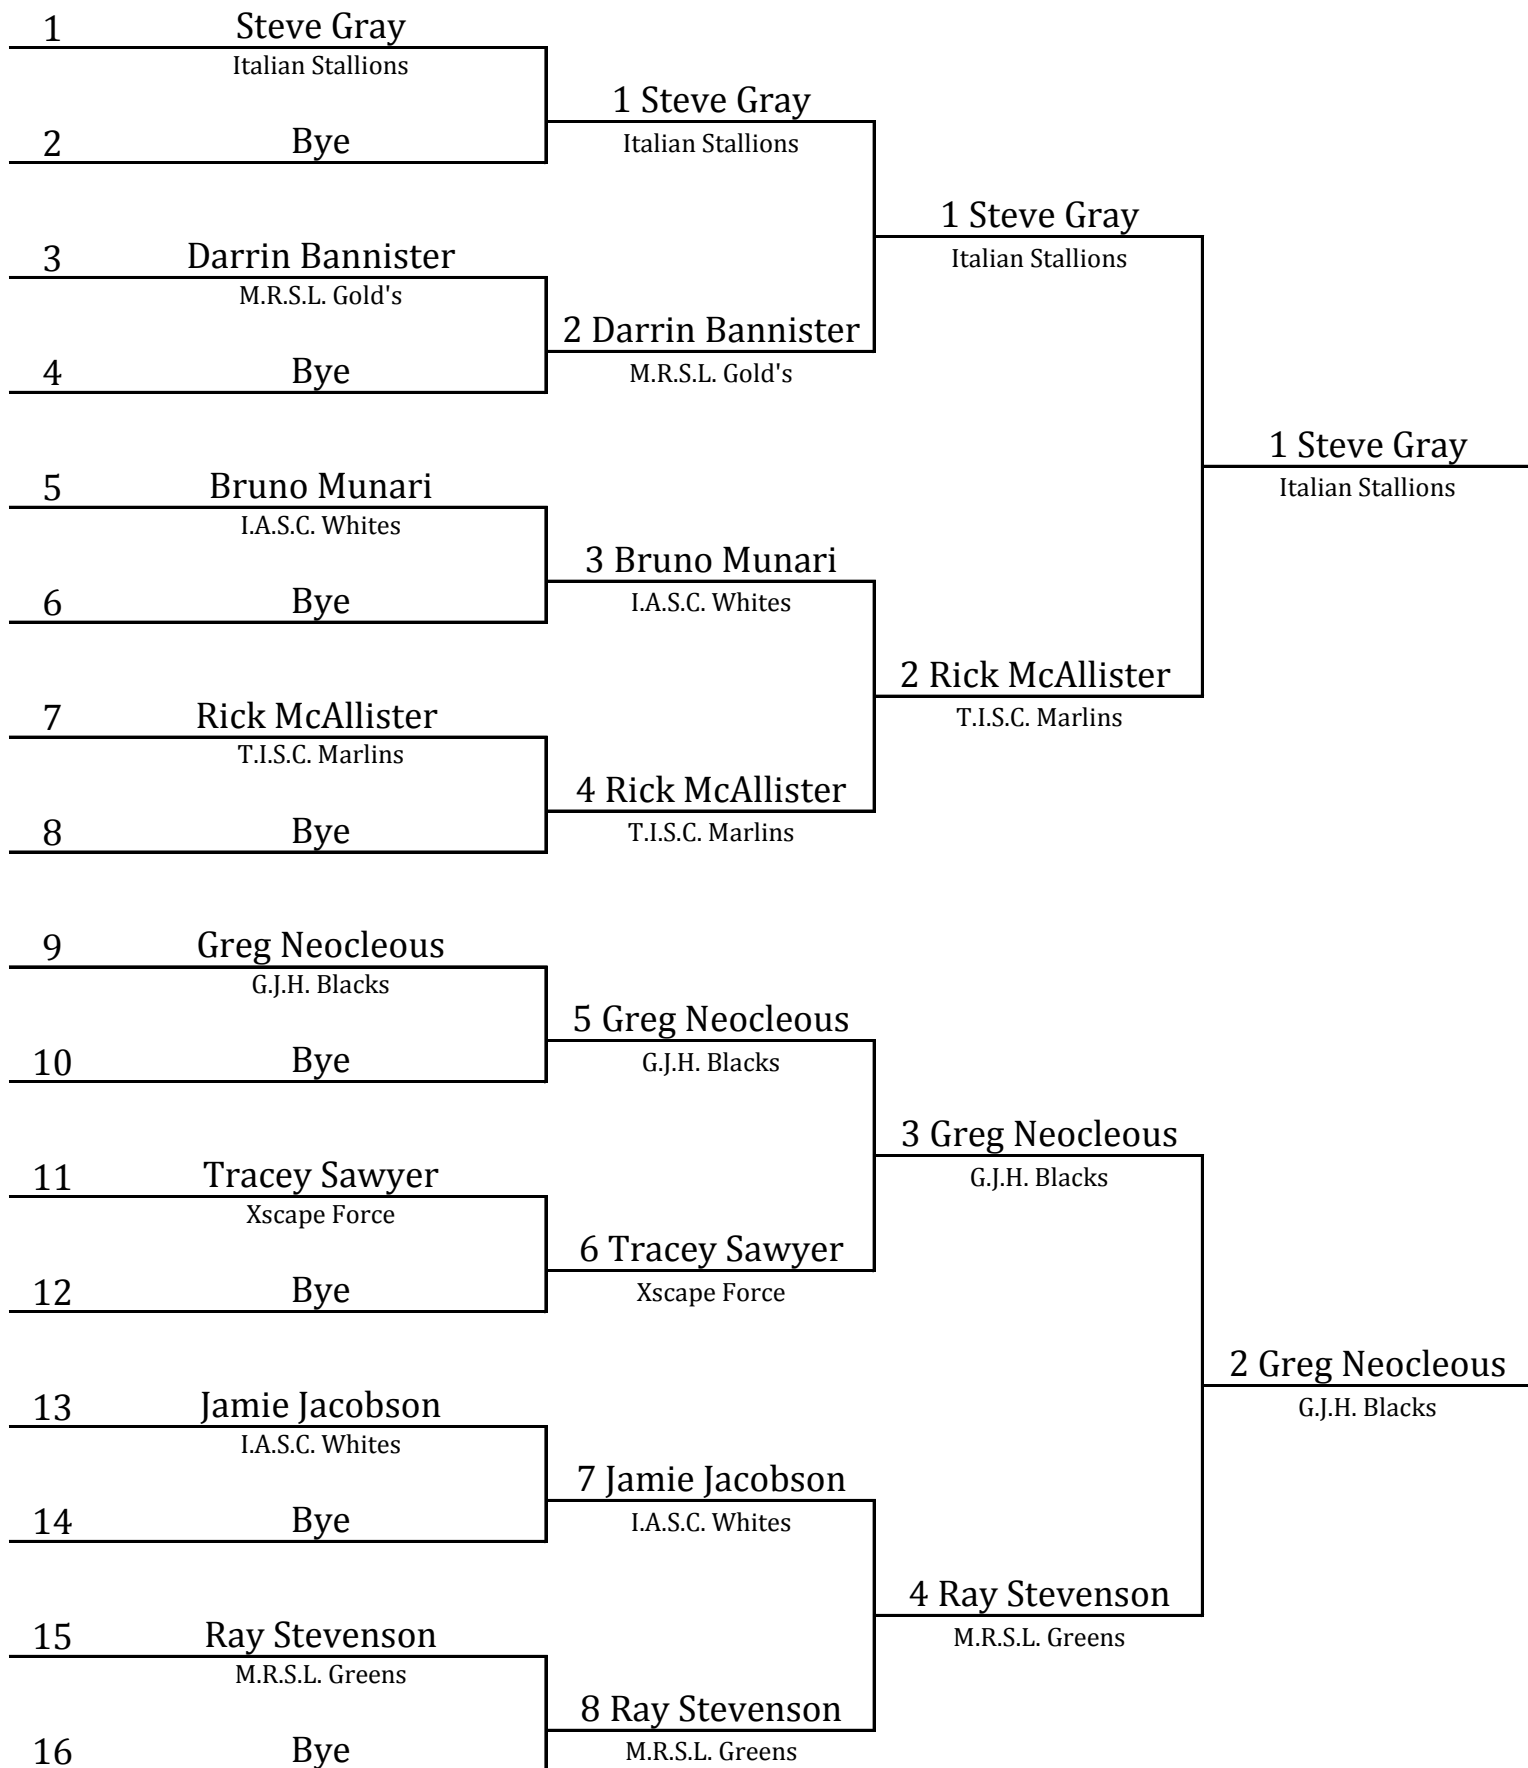 1 Steve Gray
Italian Stallions
2 Bye
3 Darrin Bannister
M.R.S.L. Gold's
4 Bye
5 Bruno Munari
I.A.S.C. Whites
6 Bye
7 Rick McAllister
T.I.S.C. Marlins
8 Bye
9 Greg Neocleous
G.J.H. Blacks
10 Bye
11 Tracey Sawyer
Xscape Force
12 Bye
13 Jamie Jacobson
I.A.S.C. Whites
14 Bye
15 Ray Stevenson
M.R.S.L. Greens
16 Bye
1 Steve Gray
Italian Stallions
2 Darrin Bannister
M.R.S.L. Gold's
3 Bruno Munari
I.A.S.C. Whites
4 Rick McAllister
T.I.S.C. Marlins
5 Greg Neocleous
G.J.H. Blacks
6 Tracey Sawyer
Xscape Force
7 Jamie Jacobson
I.A.S.C. Whites
8 Ray Stevenson
M.R.S.L. Greens
1 Steve Gray
Italian Stallions
2 Rick McAllister
T.I.S.C. Marlins
3 Greg Neocleous
G.J.H. Blacks
4 Ray Stevenson
M.R.S.L. Greens
1 Steve Gray
Italian Stallions
2 Greg Neocleous
G.J.H. Blacks